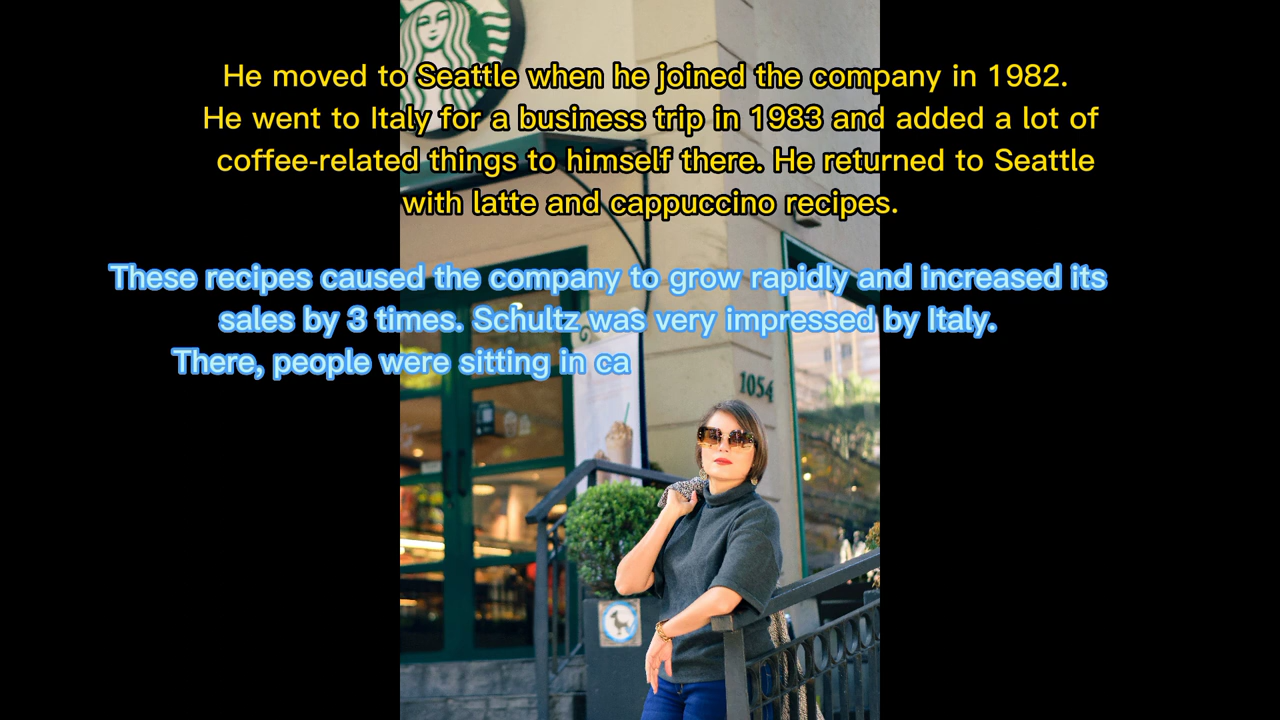 He moved to Seattle when he joined the company in 1982.
He went to Italy for a business trip in 1983 and added a lot of
coffee-related things to himself there. He returned to Seattle
with latte and cappuccino recipes.
These recipes caused the company to grow rapidly and increased its
sales by 3 times. Schultz was very impressed by Italy.
There, people were sitting in ca
1054